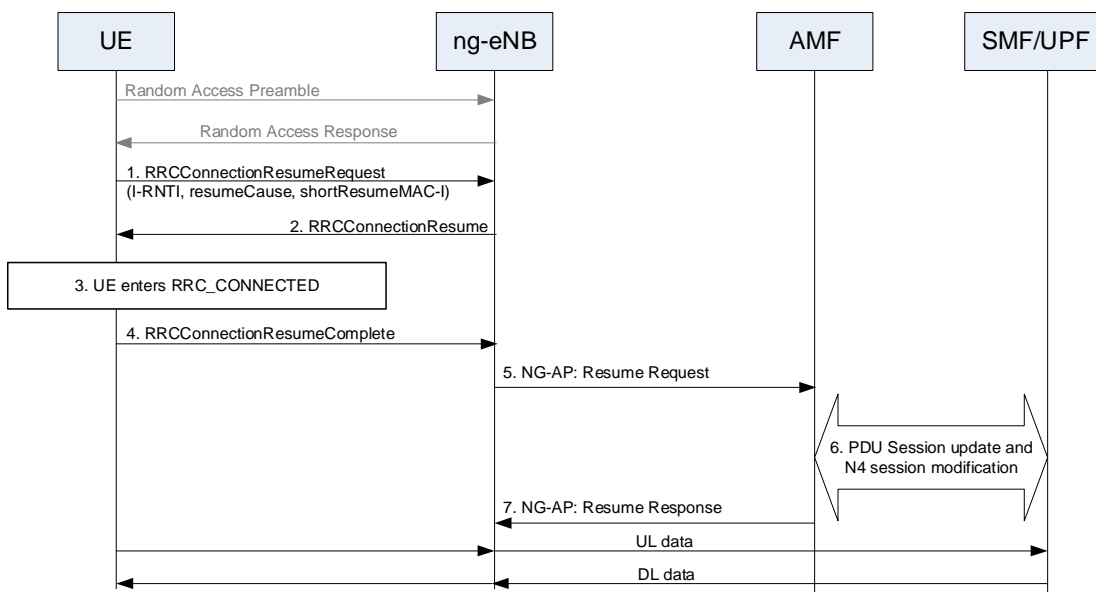 UE
ng-eNB
AMF
SMF/UPF
Random Access Preamble
Random Access Response
1. RRCConnectionResumeRequest
(I-RNTI, resumeCause, shortResumeMAC-I)
2. RRCConnectionResume
3. UE enters RRC_CONNECTED
4. RRCConnectionResumeComplete
5. NG-AP: Resume Request
6. PDU Session update and
N4 session modification
7. NG-AP: Resume Response
UL data
DL data